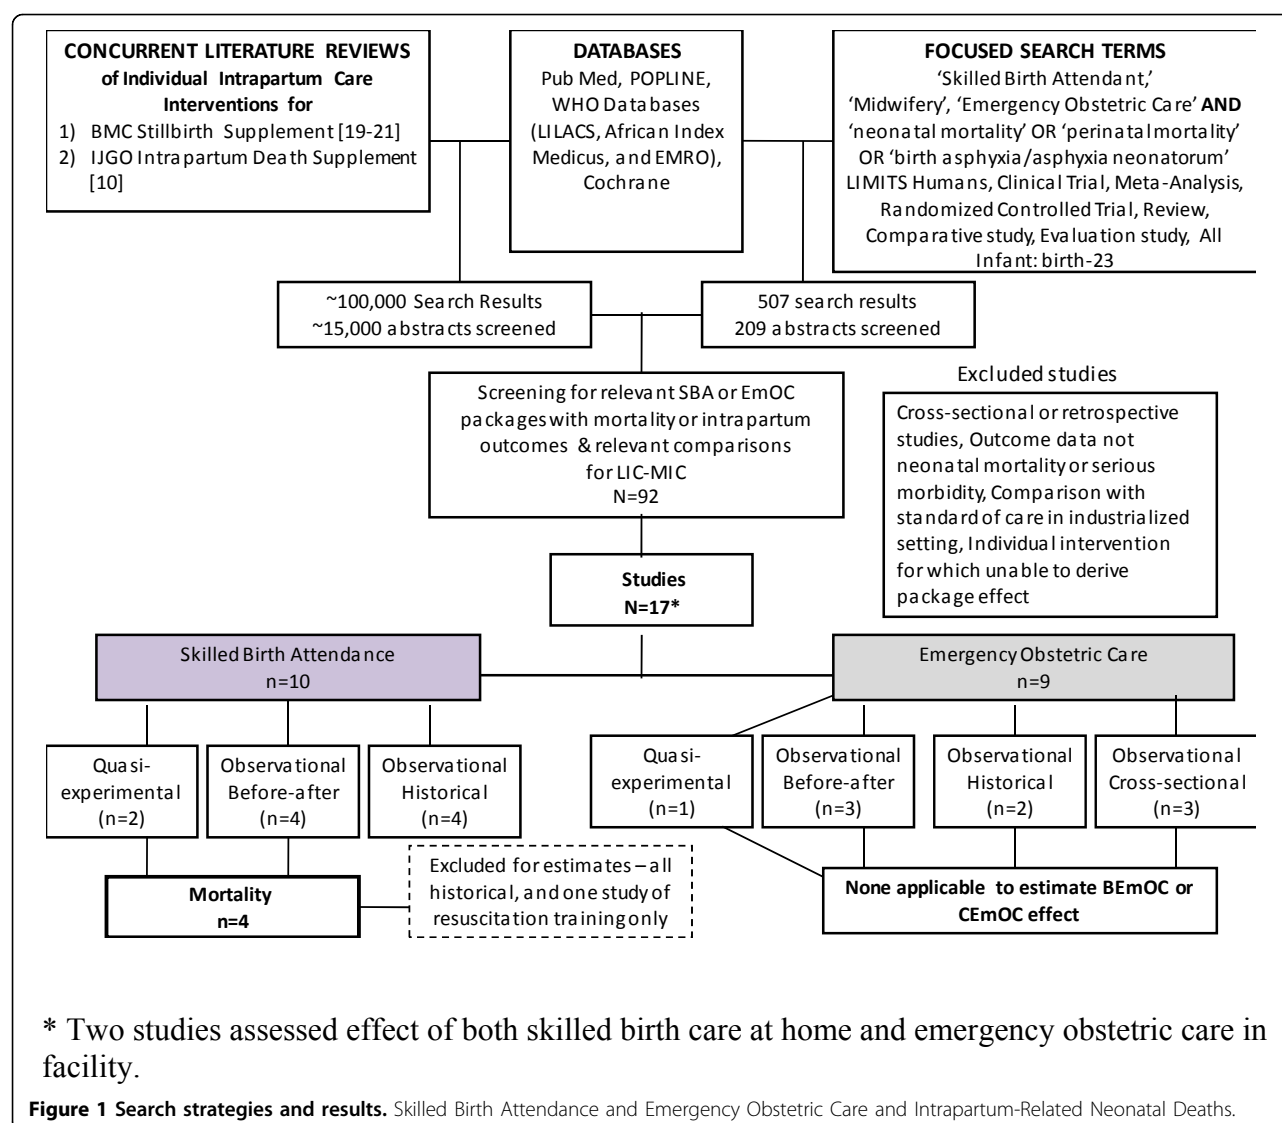 CONCURRENT LITERATURE REVIEWS
of Individual Intrapartum Care
Interventions for
1) BMC Stillbirth Supplement [19-21]
2) IJGO Intrapartum Death Supplement
[10]
DATABASES
Pub Med, POPLINE,
WHO Databases
(LILACS, African Index
Medicus, and EMRO),
Cochrane
FOCUSED SEARCH TERMS
‘Skilled Birth Attendant,’
‘Midwifery’, ‘Emergency Obstetric Care’ AND
‘neonatal mortality’ OR ‘perinatal mortality’
OR ‘birth asphyxia/asphyxia neonatorum’
LIMITS Humans, Clinical Trial, Meta-Analysis,
Randomized Controlled Trial, Review,
Comparative study, Evaluation study, All
Infant: birth-23
~100,000 Search Results
~15,000 abstracts screened
507 search results
209 abstracts screened
Screening for relevant SBA or EmOC
packages with mortality or intrapartum
outcomes & relevant comparisons
for LIC-MIC
N=92
Excluded studies
Cross-sectional or retrospective
studies, Outcome data not
neonatal mortality or serious
morbidity, Comparison with
standard of care in industrialized
setting, Individual intervention
for which unable to derive
package effect
Studies
N=17*
Skilled Birth Attendance
n=10
Emergency Obstetric Care
n=9
Quasi-
experimental
(n=2)
Observational
Before-after
(n=4)
Observational
Historical
(n=4)
Quasi-
experimental
(n=1)
Observational
Before-after
(n=3)
Observational
Historical
(n=2)
Observational
Cross-sectional
(n=3)
Mortality
n=4
Excluded for estimates – all
historical, and one study of
resuscitation training only
None applicable to estimate BEmOC or
CEmOC effect
* Two studies assessed effect of both skilled birth care at home and emergency obstetric care in
facility.
Figure 1 Search strategies and results. Skilled Birth Attendance and Emergency Obstetric Care and Intrapartum-Related Neonatal Deaths.